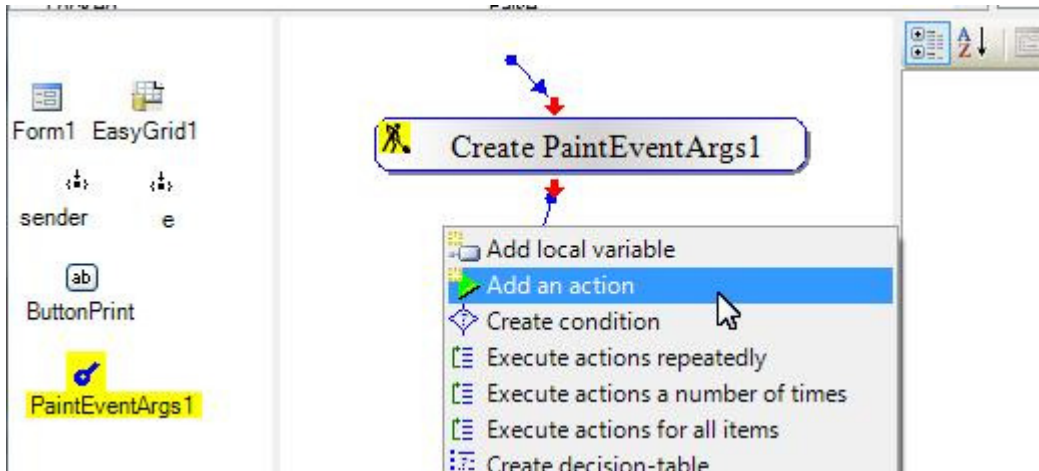 Form1 EasyGrid1
sender e
ButtonPrint
PaintEventArgs1
Create PaintEventArgs1
Add local variable
Add an action
Create condition
Execute actions repeatedly
Execute actions a number of times
Execute actions for all items
Create decision-table